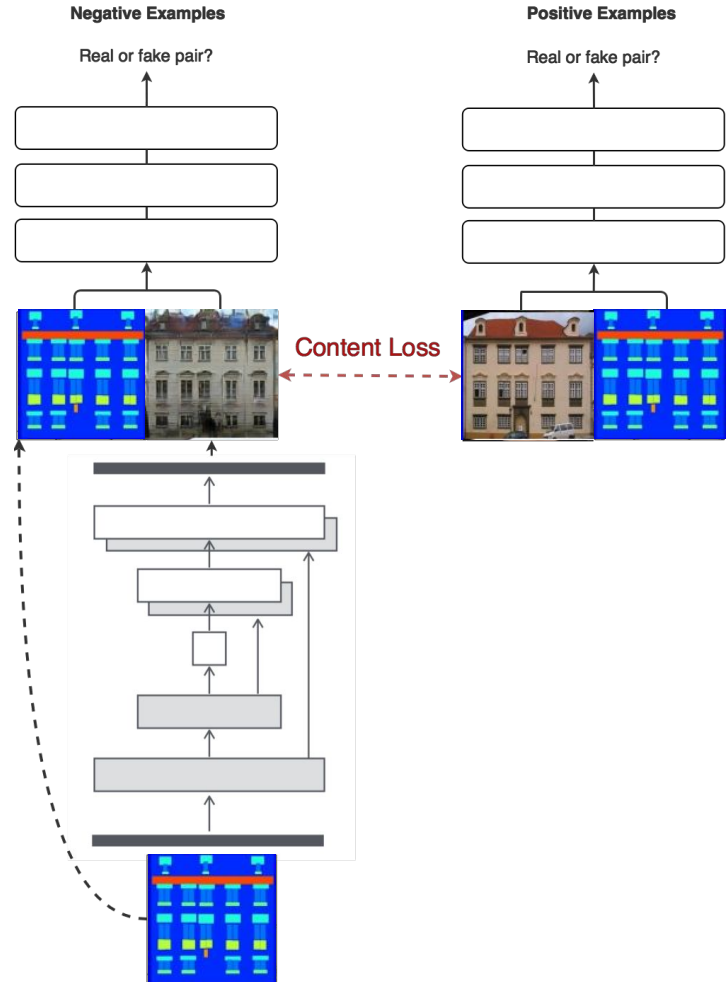 Negative Examples
Positive Examples
Real or fake pair?
Real or fake pair?
Content Loss